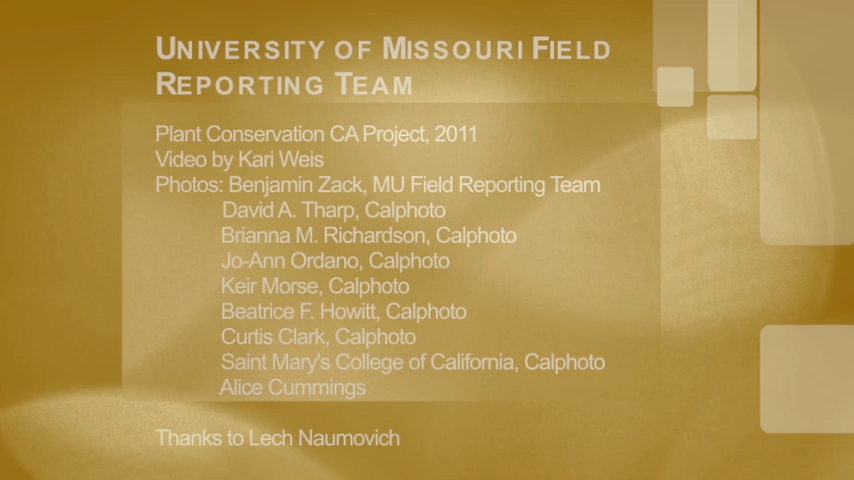 UNIVERSITY OF MISSOURI FIELD
REPORTING TEAM
Plant Conservation CA Project, 2011
Video by Kari Weis
Photos: Benjamin Zack, MU Field Reporting Team
David A. Tharp, Calphoto
Brianna M. Richardson, Calphoto
Jo-Ann Ordano, Calphoto
Keir Morse, Calphoto
Beatrice F. Howitt, Calphoto
Curtis Clark, Calphoto
Saint Mary's College of California, Calphoto
Alice Cummings
Thanks to Lech Naumovich